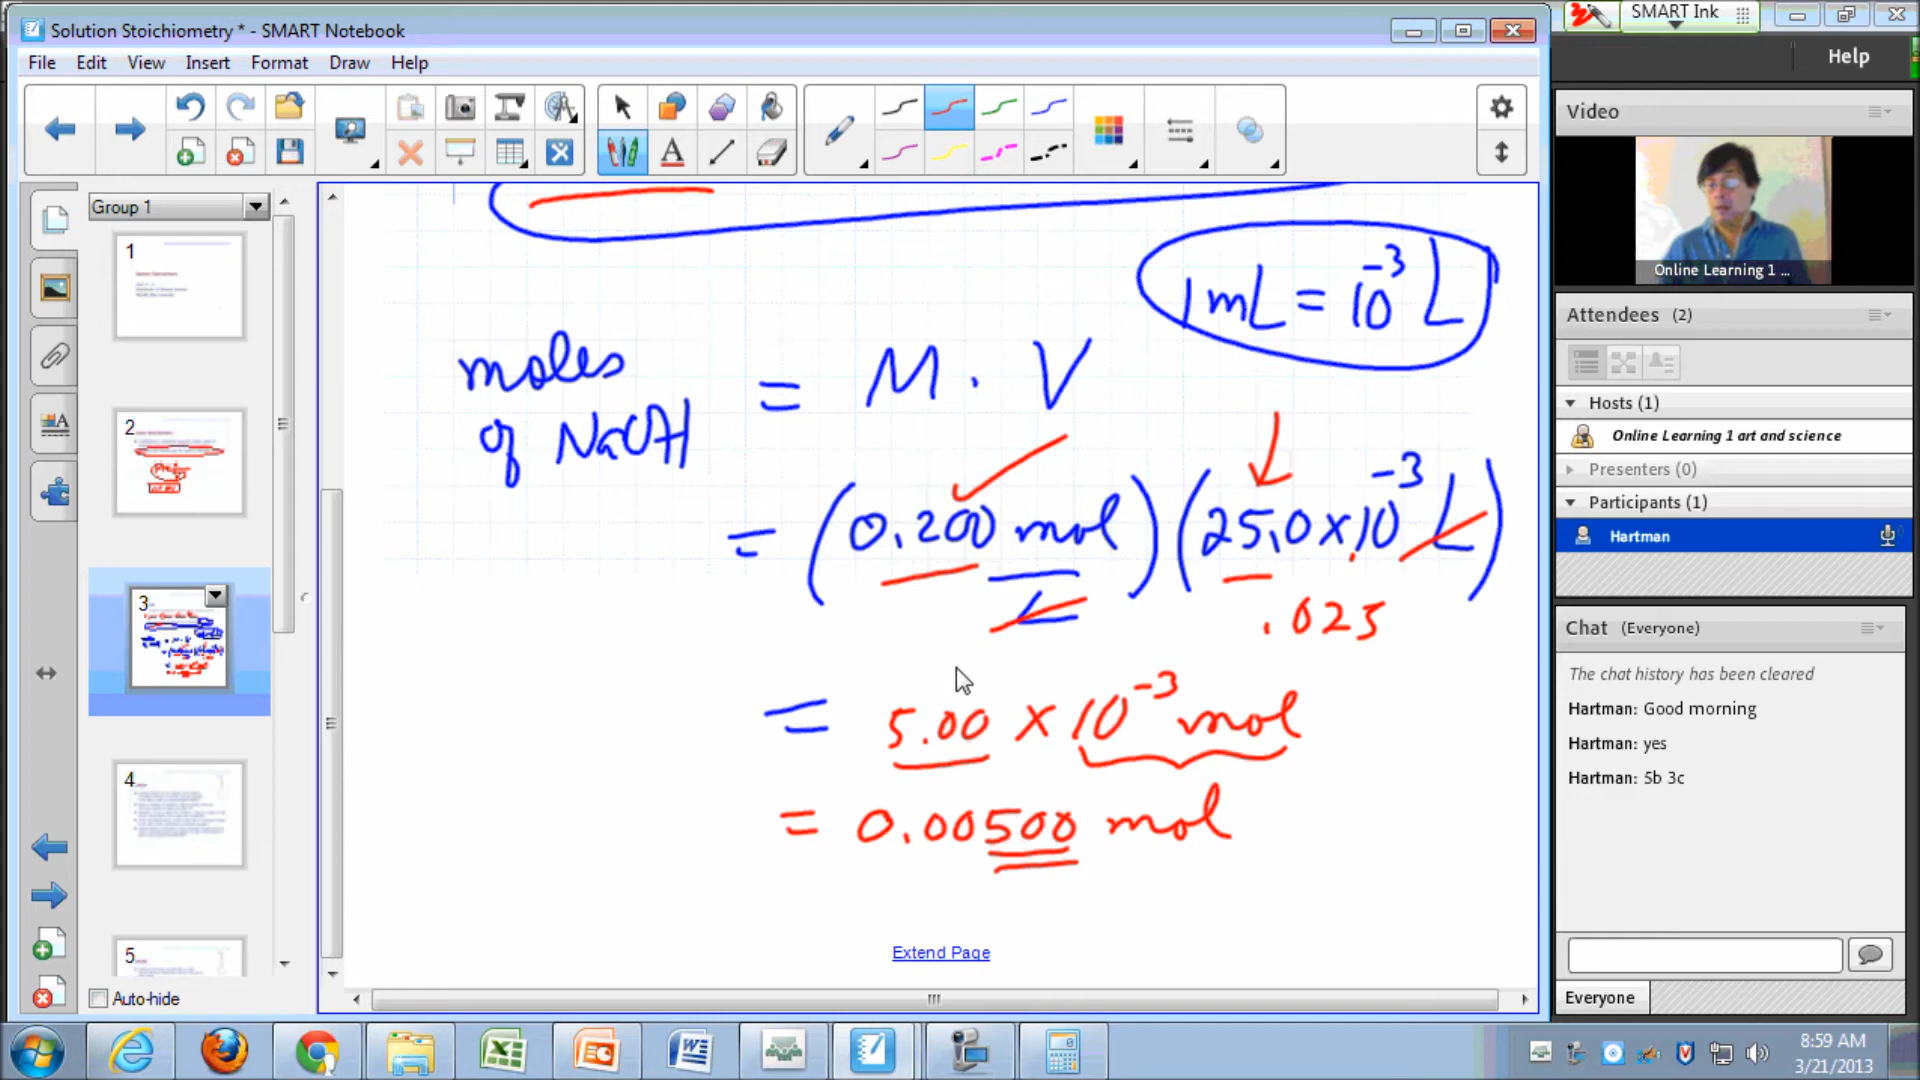 Solution Stoichiometry * - SMART Notebook
SMART Ink
File Edit View Insert Format Draw Help
Help
Video
Online Learning 1 ...
Group 1
1
2
3
4
5
Auto-hide
1 mL = 10⁻³ L
moles of NaOH = M · V
= (0.200 mol / L) (25.0 x 10⁻³ L)
.025
= 5.00 x 10⁻³ mol
= 0.00500 mol
Extend Page
Attendees (2)
Hosts (1)
Online Learning 1 art and science
Presenters (0)
Participants (1)
Hartman
Chat (Everyone)
The chat history has been cleared
Hartman: Good morning
Hartman: yes
Hartman: 5b 3c
Everyone
8:59 AM
3/21/2013